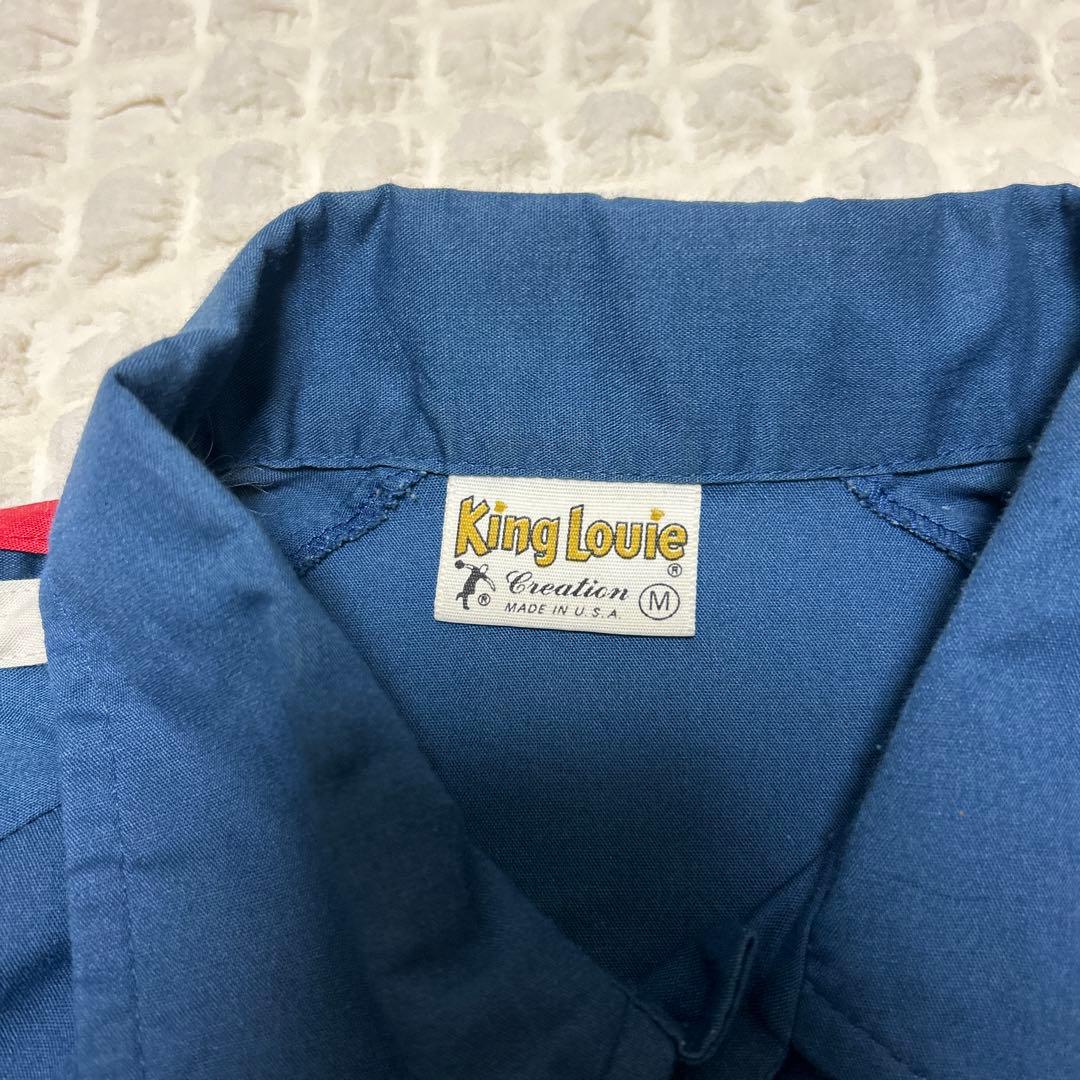 King Louie ®
® Creation M
MADE IN U.S.A.